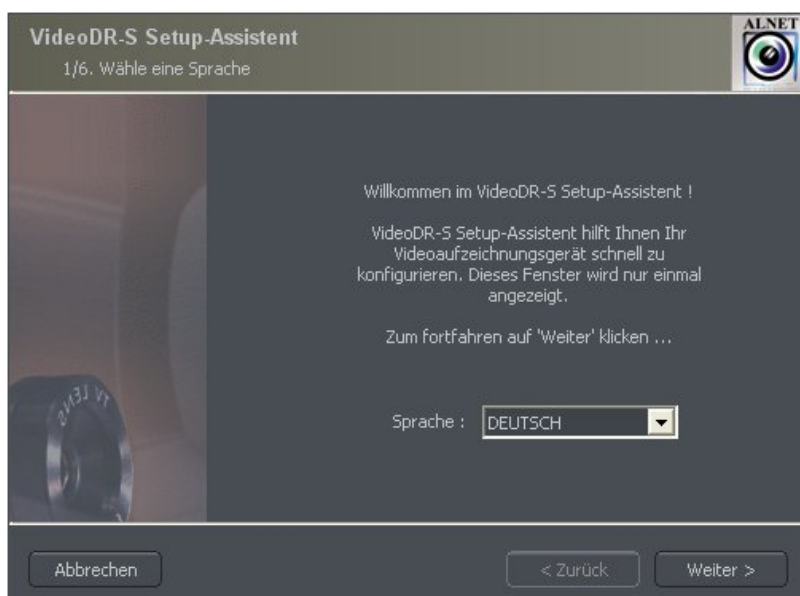 VideoDR-S Setup-Assistent
1/6. Wähle eine Sprache
ALNET
Willkommen im VideoDR-S Setup-Assistent !
VideoDR-S Setup-Assistent hilft Ihnen Ihr
Videoaufzeichnungsgerät schnell zu
konfigurieren. Dieses Fenster wird nur einmal
angezeigt.
Zum fortfahren auf 'Weiter' klicken ...
TV LENS
Sprache : DEUTSCH
Abbrechen
< Zurück
Weiter >